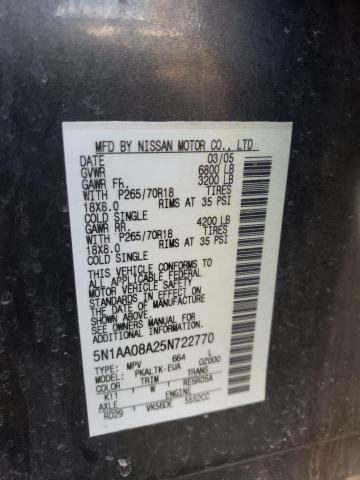 MFD BY NISSAN MOTOR CO., LTD
DATE 03/05
GVWR 6800 LB
GAWR FR. 3200 LB
WITH P265/70R18 TIRES
18X8.0 RIMS AT 35 PSI
COLD SINGLE
GAWR RR. 4200 LB
WITH P265/70R18 TIRES
18X8.0 RIMS AT 35 PSI
COLD SINGLE
THIS VEHICLE CONFORMS TO
ALL APPLICABLE FEDERAL
MOTOR VEHICLE SAFETY
STANDARDS IN EFFECT ON
THE DATE OF MANUFACTURE
SHOWN ABOVE.
SEE OWNERS MANUAL FOR
ADDITIONAL INFORMATION.
5N1AA08A25N722770
TYPE: MPV 664 L
MODEL: PKALTK-EUA 0Z000
COLOR TRIM TRANS
K11 W RE5R05A
AXLE ENGINE
RD29 VK56DE 5552CC